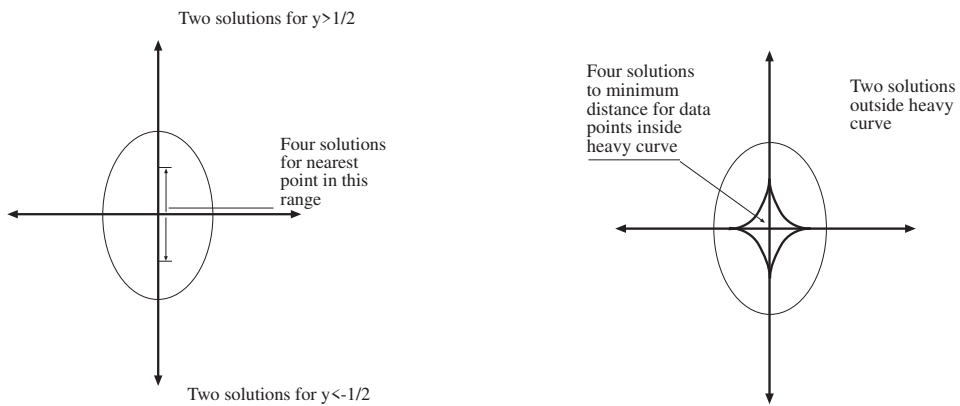 Two solutions for y>1/2
Four solutions
for nearest
point in this
range
Two solutions for y<-1/2
Four solutions
to minimum
distance for data
points inside
heavy curve
Two solutions
outside heavy
curve